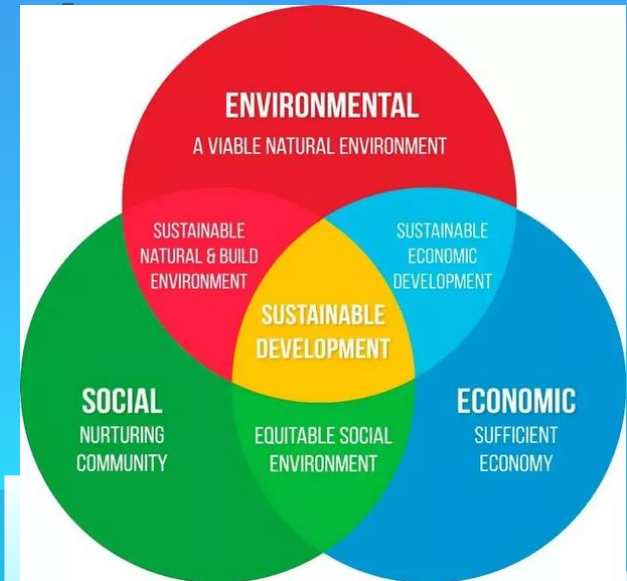 ENVIRONMENTAL
A VIABLE NATURAL ENVIRONMENT
SUSTAINABLE
NATURAL & BUILD
ENVIRONMENT
SUSTAINABLE
ECONOMIC
DEVELOPMENT
SUSTAINABLE
DEVELOPMENT
SOCIAL
NURTURING
COMMUNITY
EQUITABLE SOCIAL
ENVIRONMENT
ECONOMIC
SUFFICIENT
ECONOMY